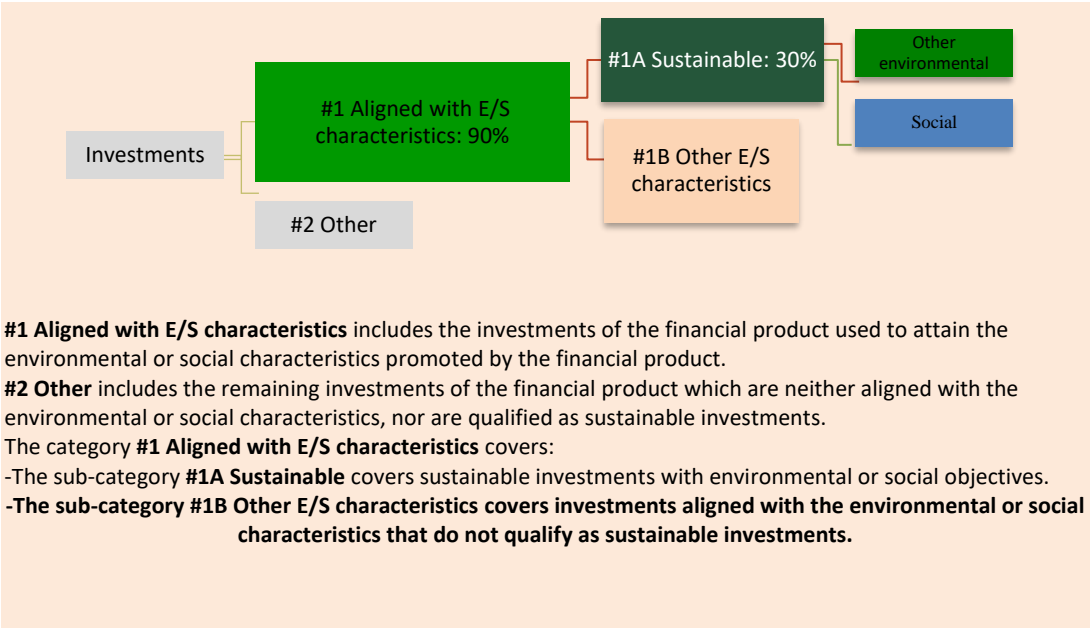 Investments
#1 Aligned with E/S
characteristics: 90%
#2 Other
#1A Sustainable: 30%
#1B Other E/S
characteristics
Other
environmental
Social
#1 Aligned with E/S characteristics includes the investments of the financial product used to attain the
environmental or social characteristics promoted by the financial product.
#2 Other includes the remaining investments of the financial product which are neither aligned with the
environmental or social characteristics, nor are qualified as sustainable investments.
The category #1 Aligned with E/S characteristics covers:
-The sub-category #1A Sustainable covers sustainable investments with environmental or social objectives.
-The sub-category #1B Other E/S characteristics covers investments aligned with the environmental or social
characteristics that do not qualify as sustainable investments.